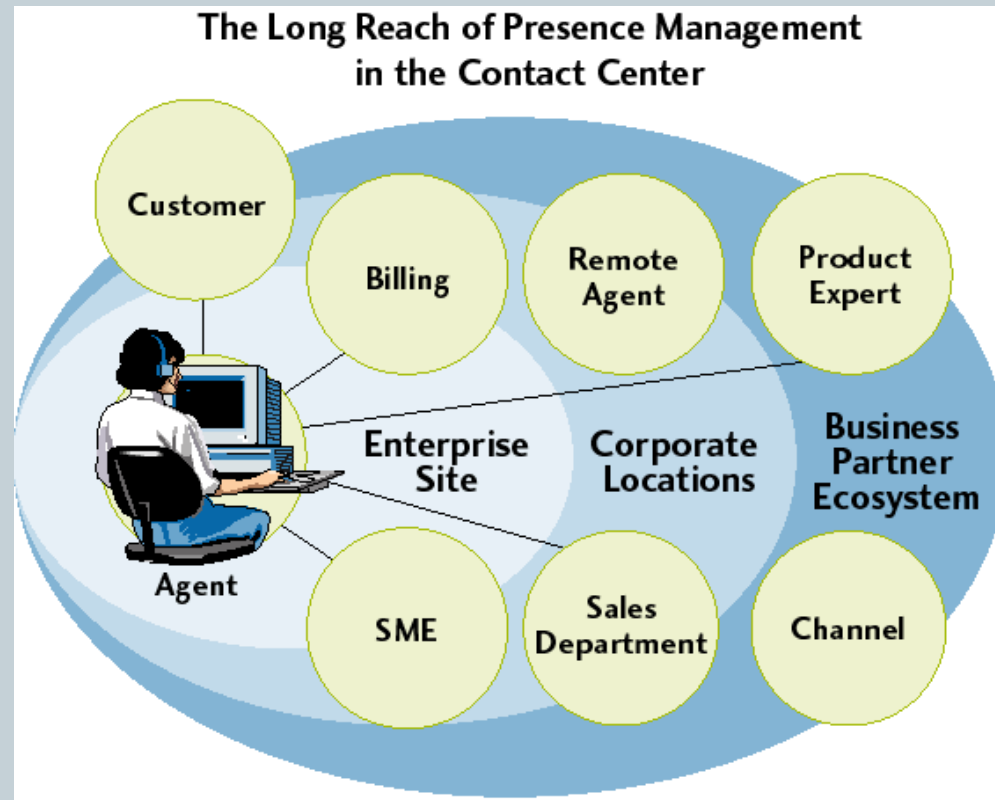 The Long Reach of Presence Management
in the Contact Center
Customer
Billing
Remote
Agent
Product
Expert
Enterprise
Site
Corporate
Locations
Business
Partner
Ecosystem
Agent
SME
Sales
Department
Channel